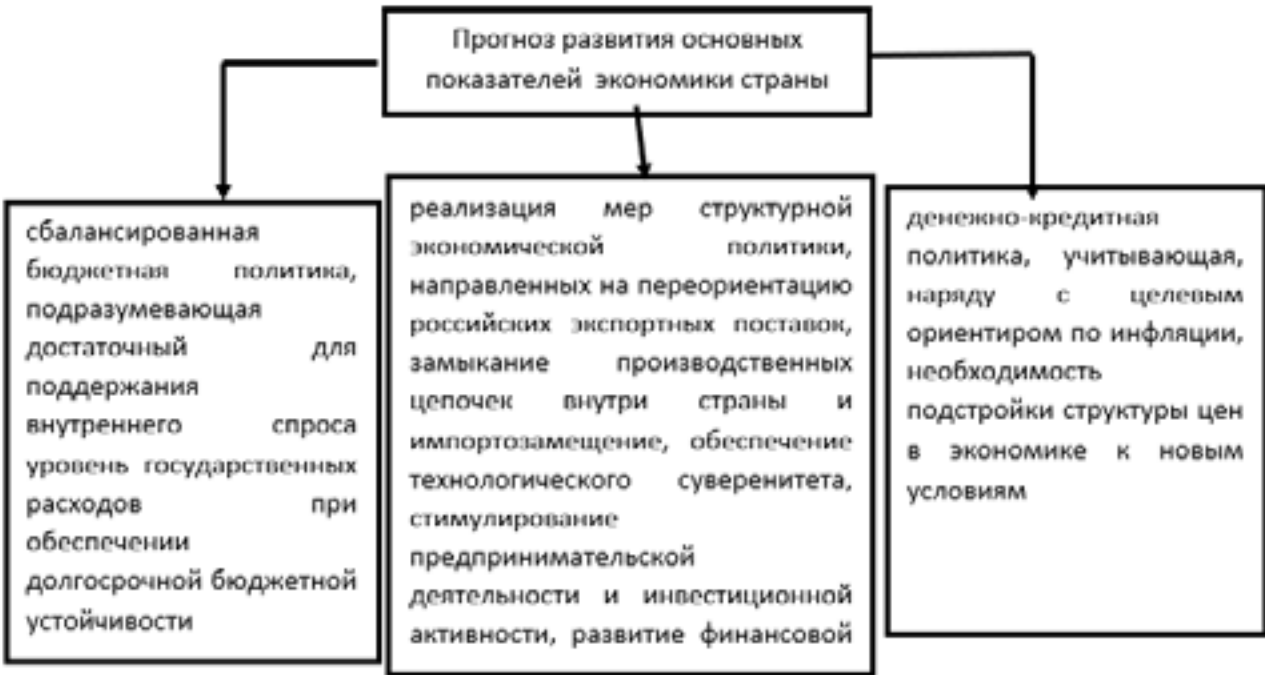 Прогноз развития основных
показателей экономики страны
сбалансированная
бюджетная политика,
подразумевающая
достаточный для
поддержания
внутреннего спроса
уровень государственных
расходов при
обеспечении
долгосрочной бюджетной
устойчивости
реализация мер структурной
экономической политики,
направленных на переориентацию
российских экспортных поставок,
замыкание производственных
цепочек внутри страны и
импортозамещение, обеспечение
технологического суверенитета,
стимулирование
предпринимательской
деятельности и инвестиционной
активности, развитие финансовой
денежно-кредитная
политика, учитывающая,
наряду с целевым
ориентиром по инфляции,
необходимость
подстройки структуры цен
в экономике к новым
условиям